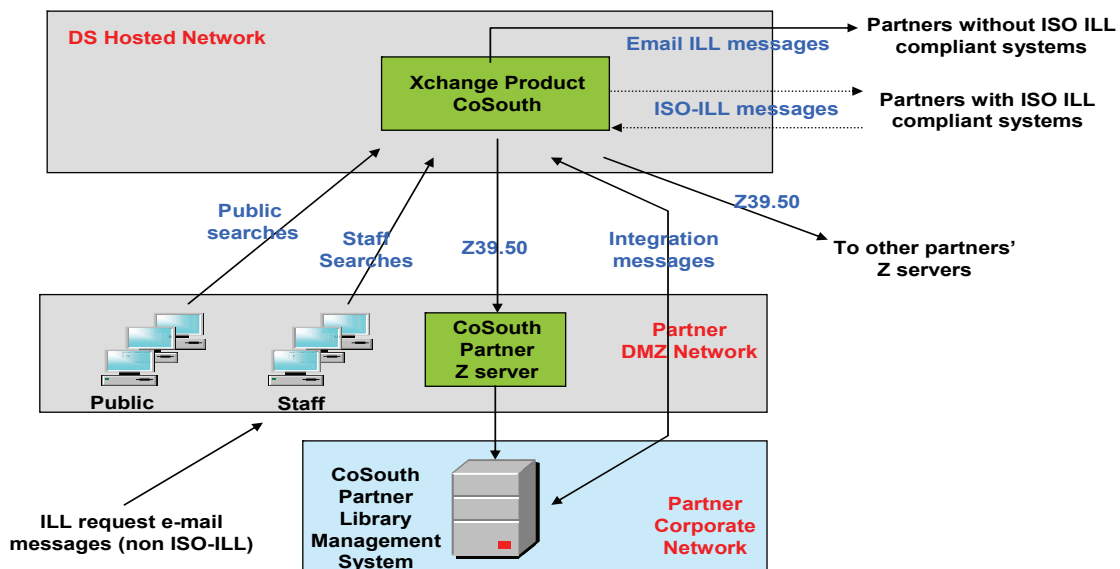 DS Hosted Network
Email ILL messages
Partners without ISO ILL
compliant systems
Xchange Product
CoSouth
ISO-ILL messages
Partners with ISO ILL
compliant systems
Public
searches
Staff
Searches
Z39.50
Integration
messages
Z39.50
To other partners’
Z servers
CoSouth
Partner
Z server
Partner
DMZ Network
Public
Staff
ILL request e-mail
messages (non ISO-ILL)
CoSouth
Partner
Library
Management
System
Partner
Corporate
Network